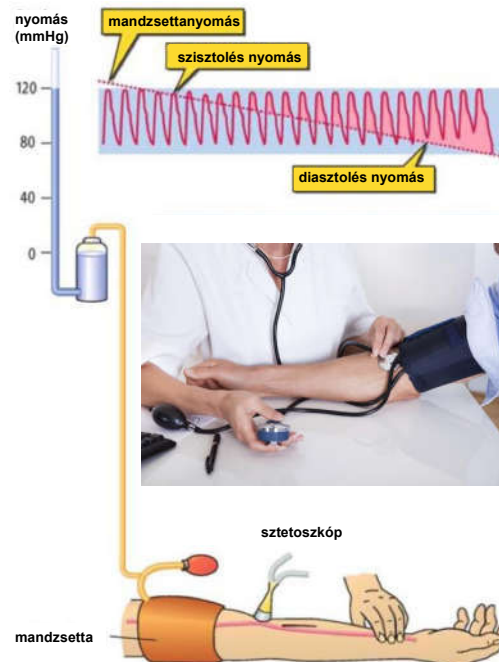 nyomás
(mmHg)
mandzsettanyomás
szisztolés nyomás
120
80
40
0
diasztolés nyomás
sztetoszkóp
mandzsetta